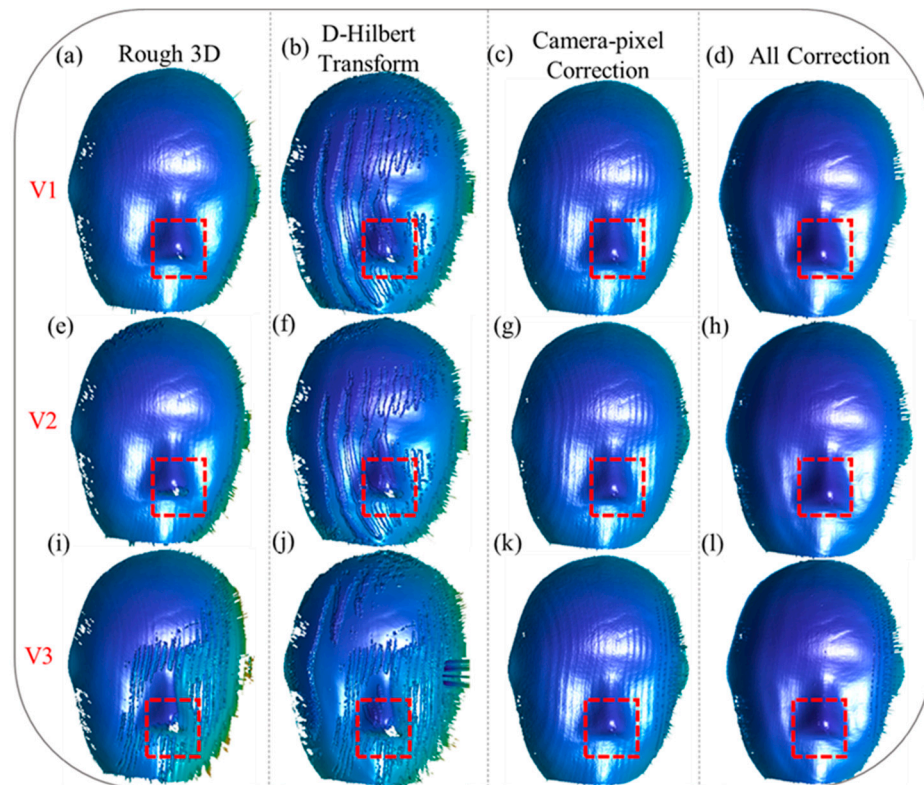 (a) Rough 3D
(b) D-Hilbert
Transform
(c) Camera-pixel
Correction
(d) All Correction
V1
(e)
(f)
(g)
(h)
V2
(i)
(j)
(k)
(l)
V3